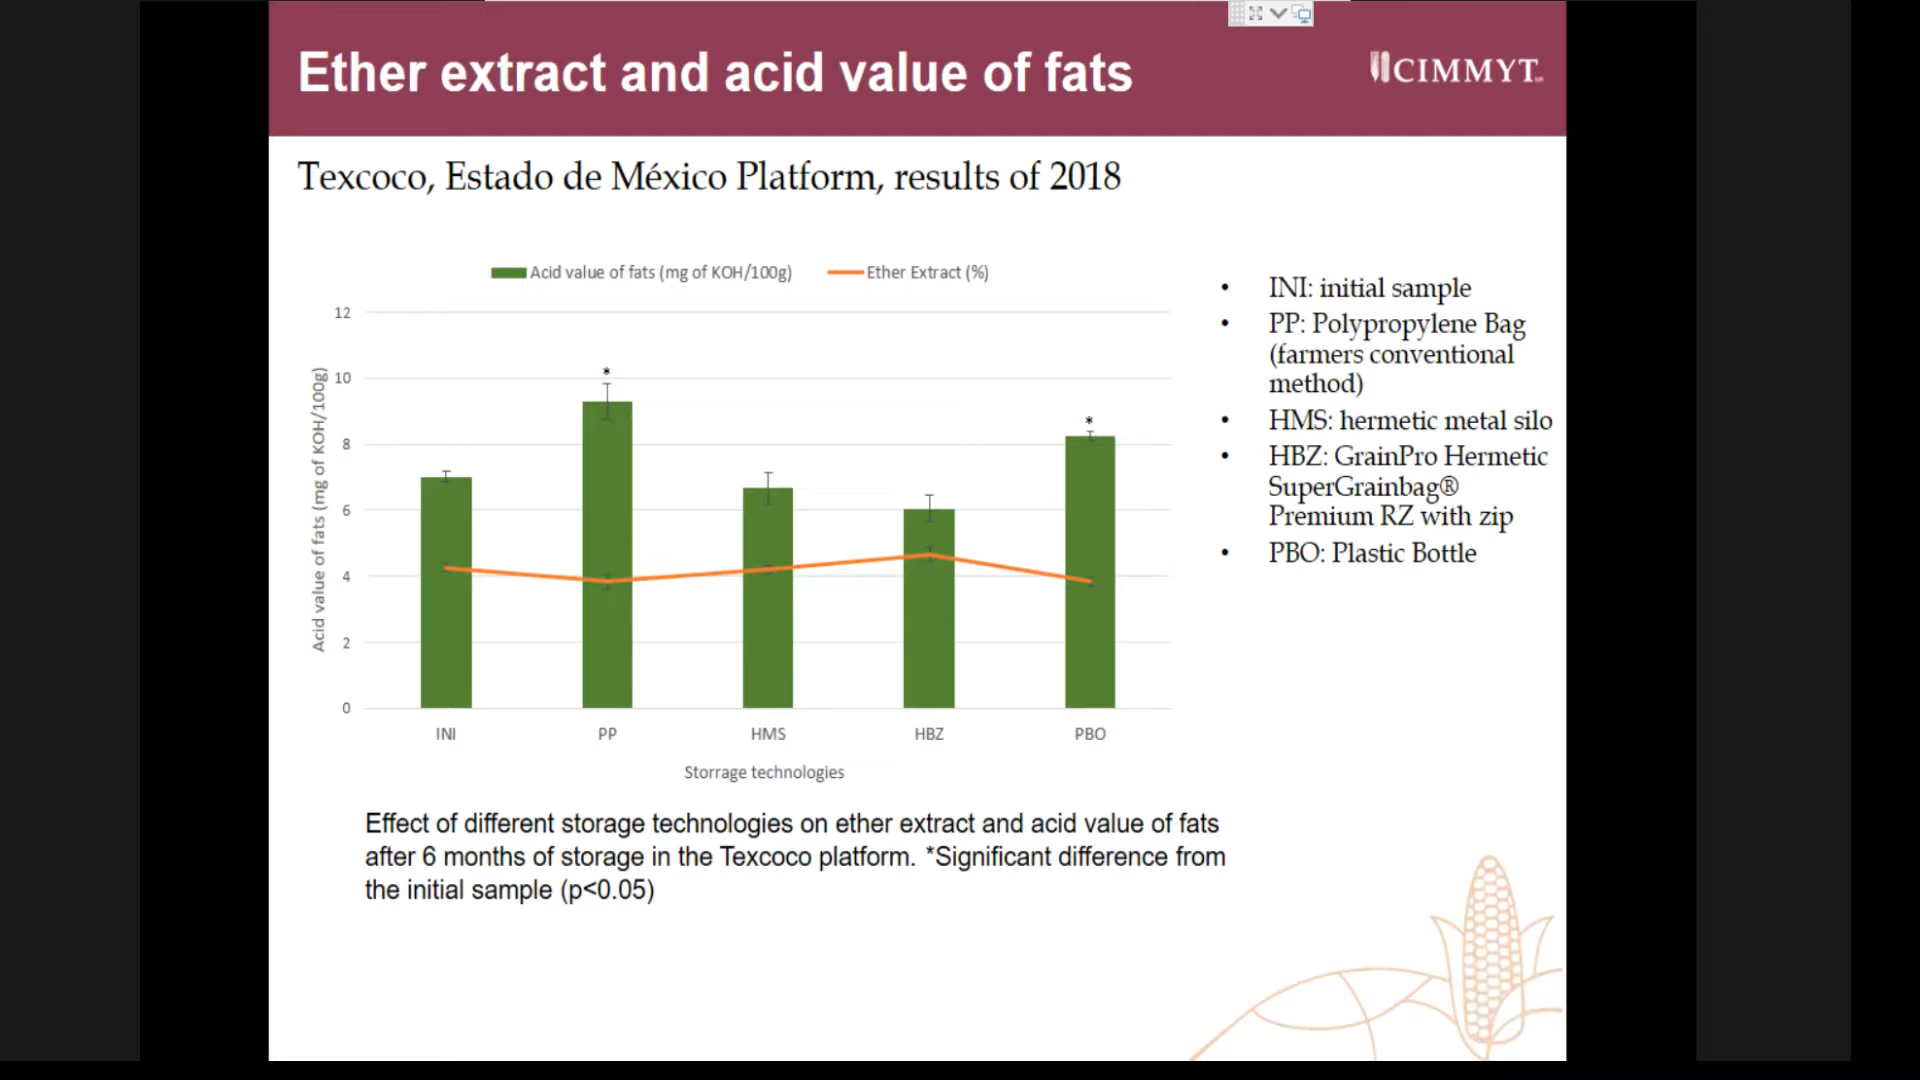 Ether extract and acid value of fats
CIMMYT
Texcoco, Estado de México Platform, results of 2018
Acid value of fats (mg of KOH/100g)
Ether Extract (%)
Acid value of fats (mg of KOH/100g)
12
10
8
6
4
2
0
*
*
INI
PP
HMS
HBZ
PBO
Storrage technologies
• INI: initial sample
• PP: Polypropylene Bag
(farmers conventional
method)
• HMS: hermetic metal silo
• HBZ: GrainPro Hermetic
SuperGrainbag®
Premium RZ with zip
• PBO: Plastic Bottle
Effect of different storage technologies on ether extract and acid value of fats
after 6 months of storage in the Texcoco platform. *Significant difference from
the initial sample (p<0.05)